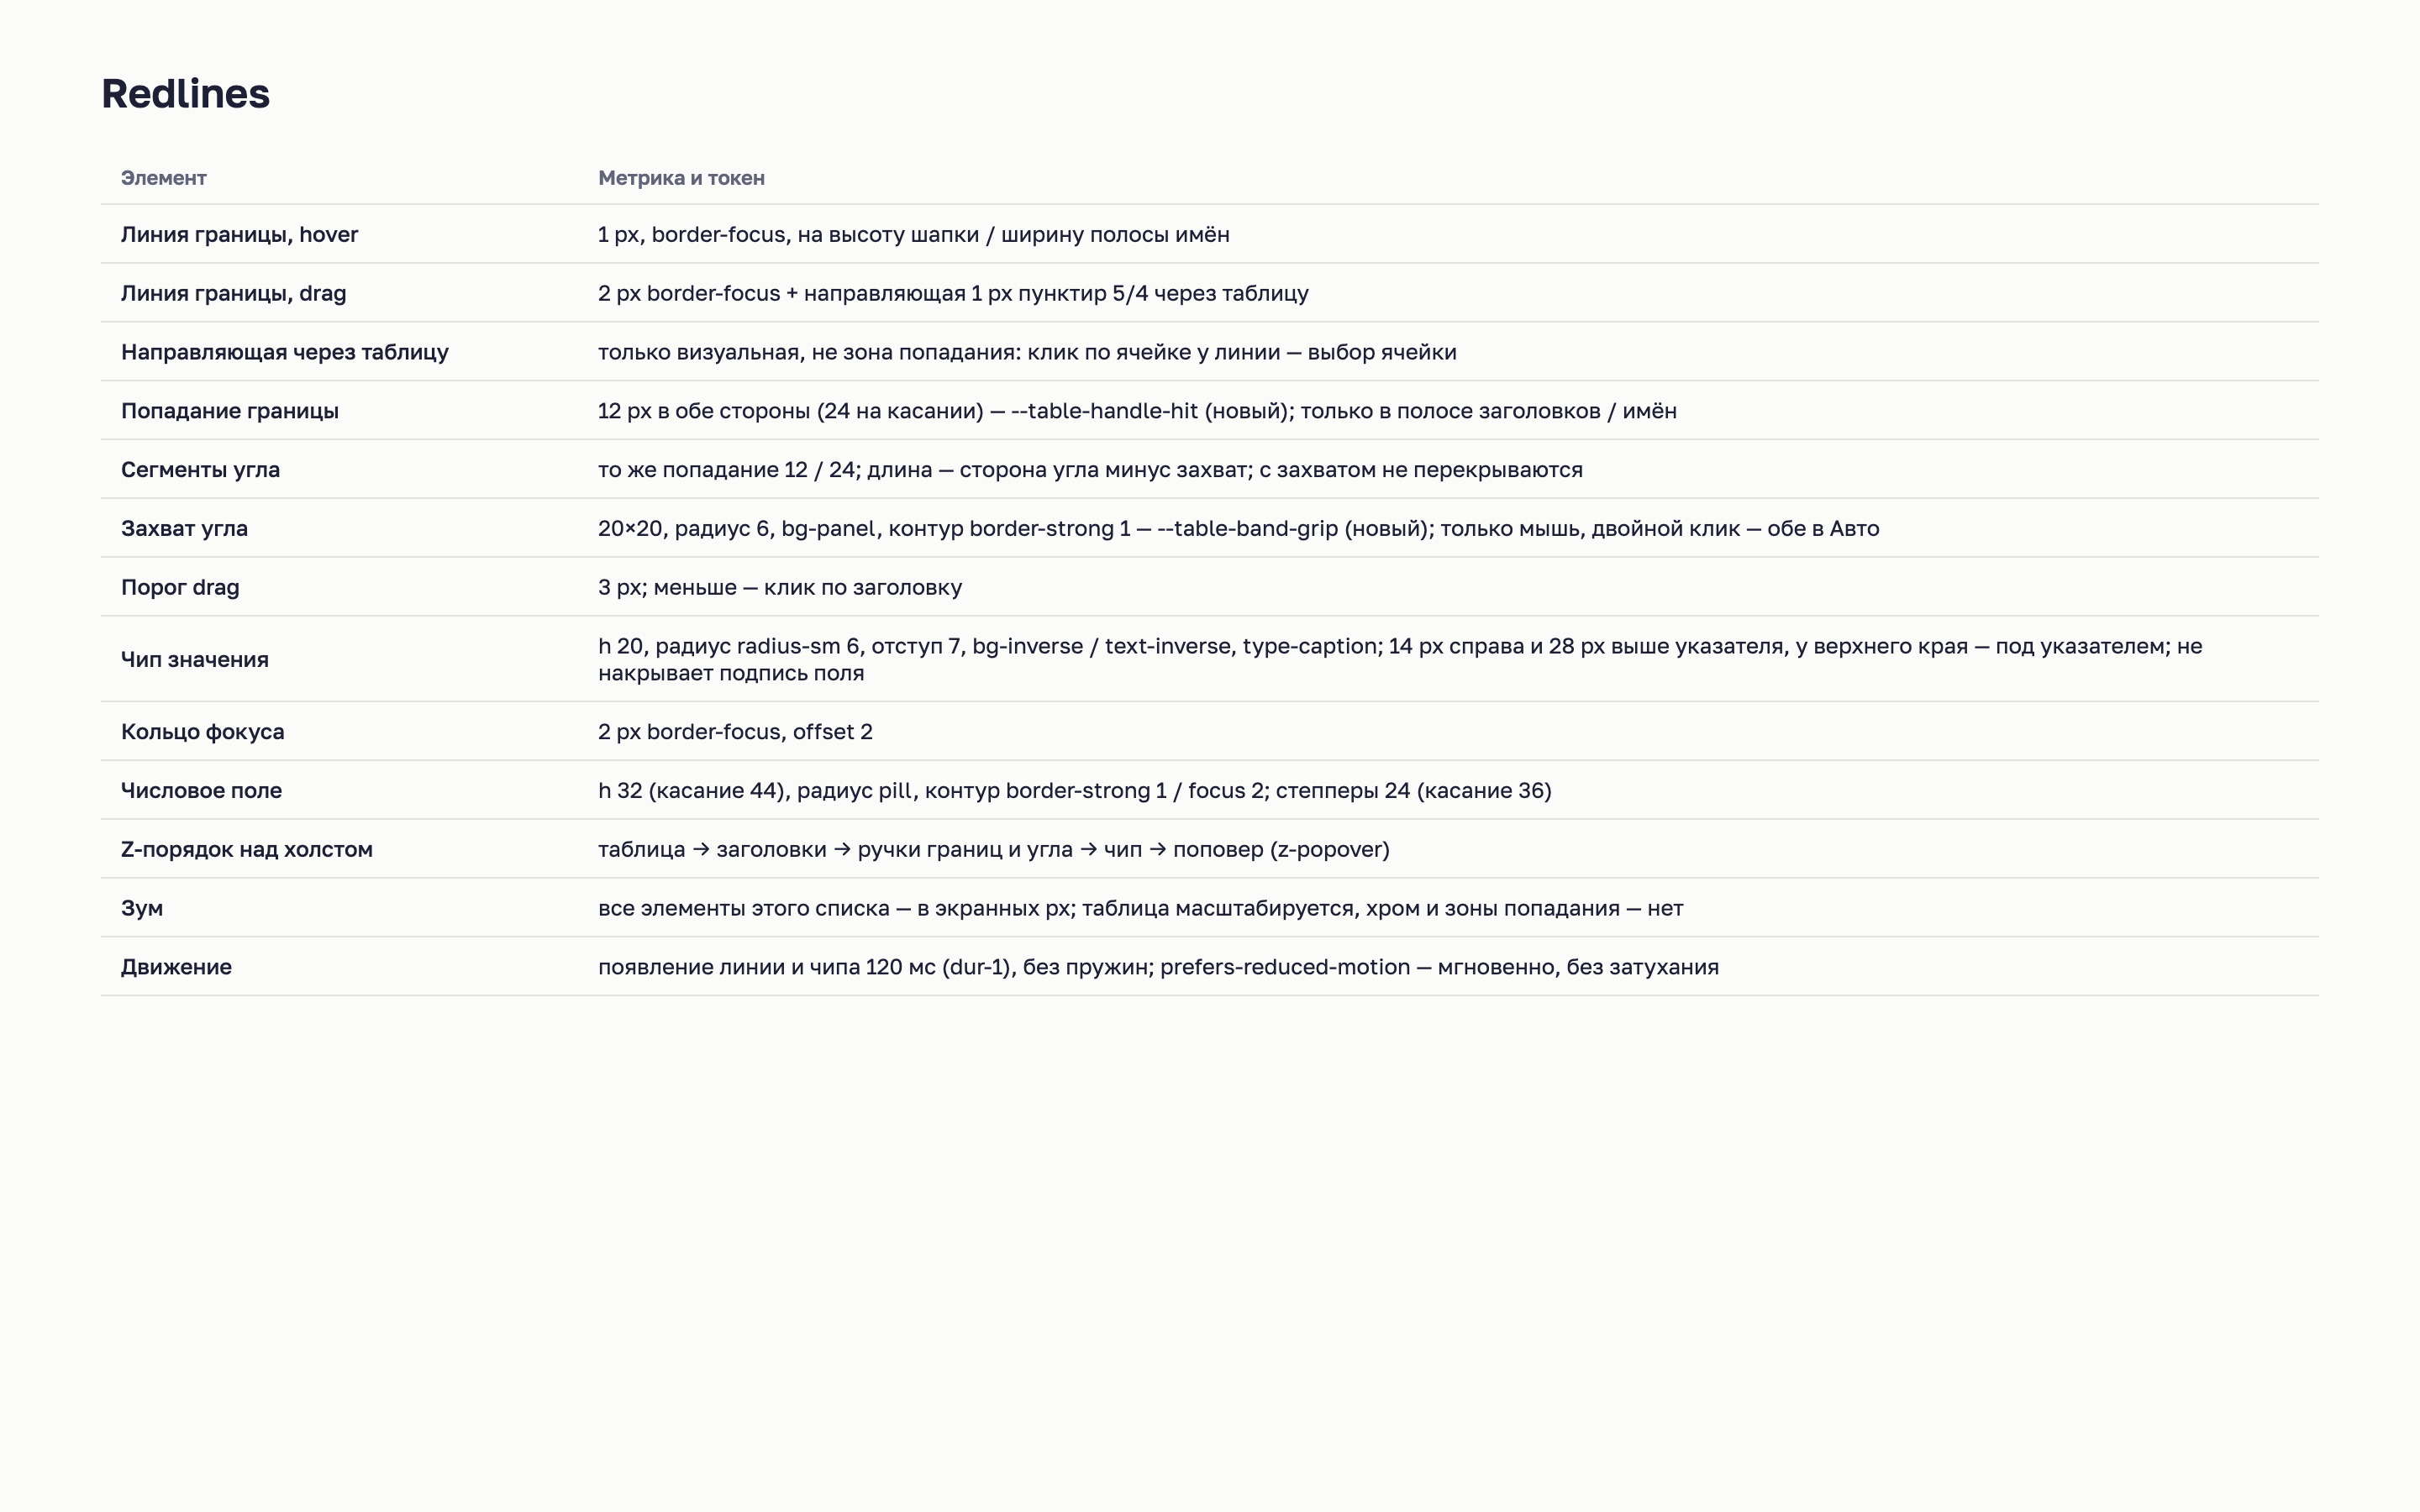 Redlines
Элемент Метрика и токен
Линия границы, hover 1 px, border-focus, на высоту шапки / ширину полосы имён
Линия границы, drag 2 px border-focus + направляющая 1 px пунктир 5/4 через таблицу
Направляющая через таблицу только визуальная, не зона попадания: клик по ячейке у линии — выбор ячейки
Попадание границы 12 px в обе стороны (24 на касании) — --table-handle-hit (новый); только в полосе заголовков / имён
Сегменты угла то же попадание 12 / 24; длина — сторона угла минус захват; с захватом не перекрываются
Захват угла 20×20, радиус 6, bg-panel, контур border-strong 1 — --table-band-grip (новый); только мышь, двойной клик — обе в Авто
Порог drag 3 px; меньше — клик по заголовку
Чип значения h 20, радиус radius-sm 6, отступ 7, bg-inverse / text-inverse, type-caption; 14 px справа и 28 px выше указателя, у верхнего края — под указателем; не
накрывает подпись поля
Кольцо фокуса 2 px border-focus, offset 2
Числовое поле h 32 (касание 44), радиус pill, контур border-strong 1 / focus 2; степперы 24 (касание 36)
Z-порядок над холстом таблица → заголовки → ручки границ и угла → чип → поповер (z-popover)
Зум все элементы этого списка — в экранных px; таблица масштабируется, хром и зоны попадания — нет
Движение появление линии и чипа 120 мс (dur-1), без пружин; prefers-reduced-motion — мгновенно, без затухания